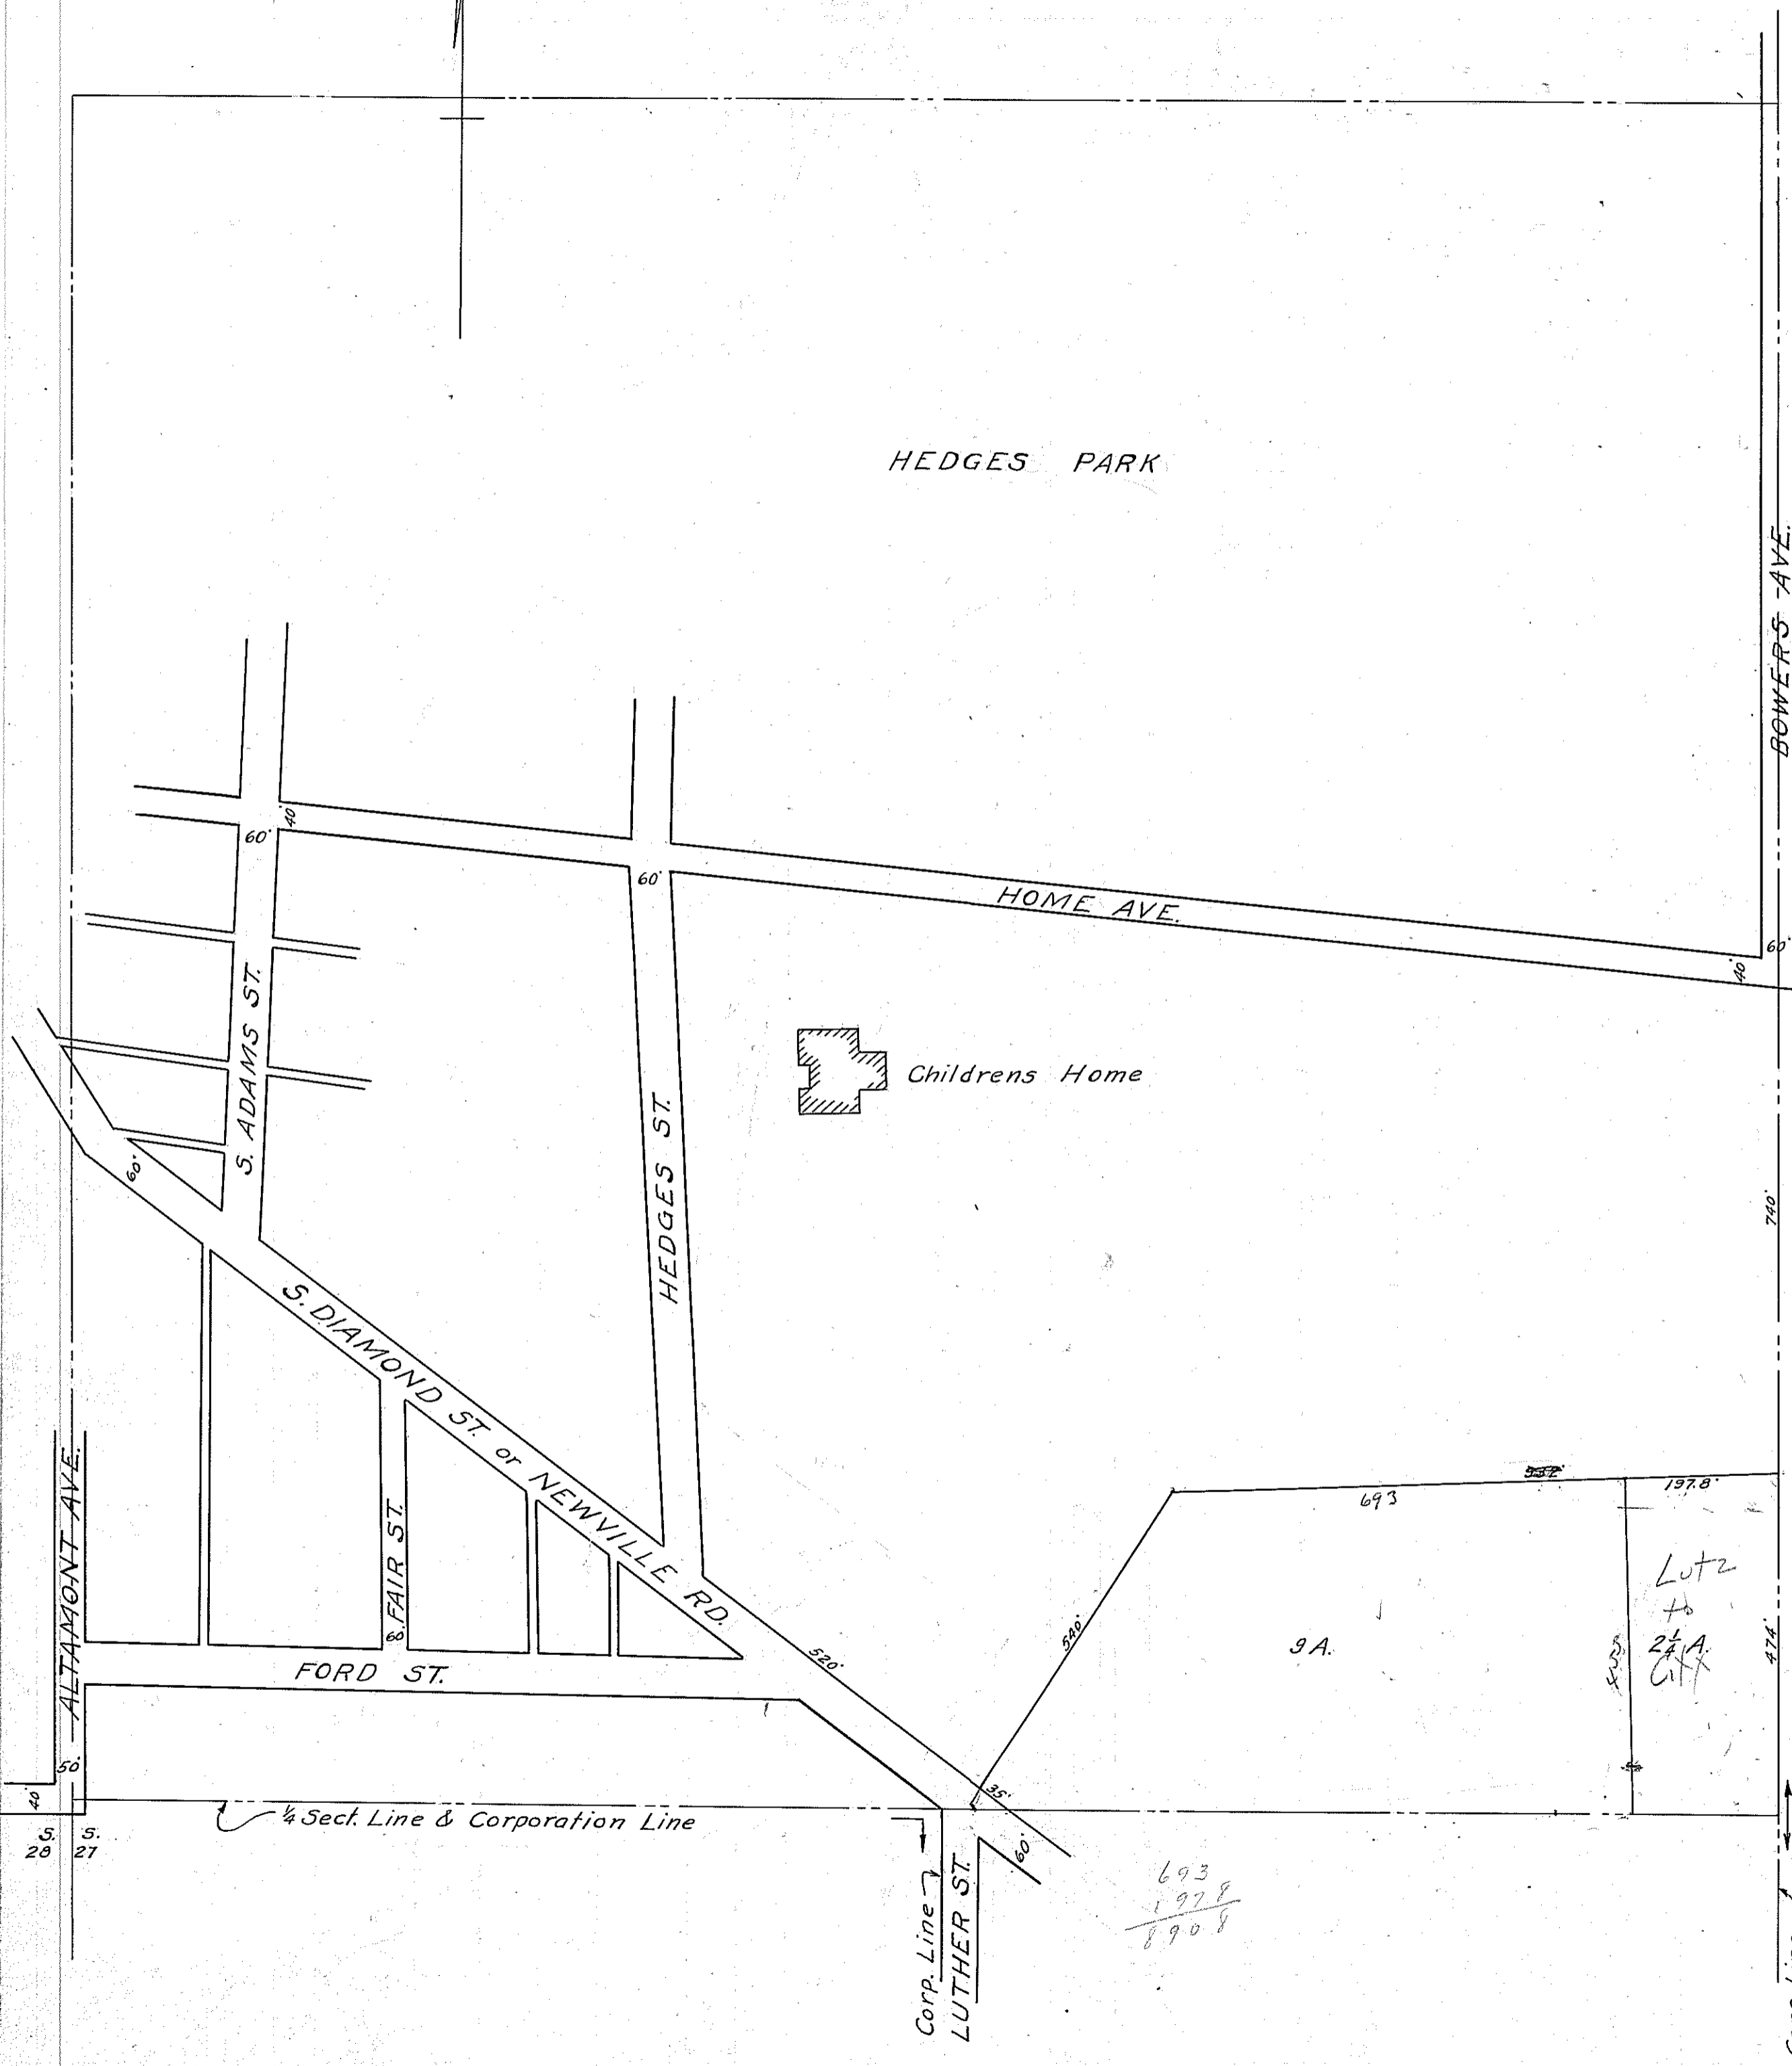 HEDGES PARK
BOWERS AVE.
60'
40'
60'
HOME AVE.
60'
40'
S. ADAMS ST.
HEDGES ST.
Childrens Home
60'
740'
S. DIAMOND ST. or NEWVILLE RD.
ALTAMONT AVE.
FAIR ST.
60'
693
197.8'
Lutz
to
2¼ A.
City
9 A.
540'
520'
474'
FORD ST.
50'
40'
35'
60'
¼ Sect. Line & Corporation Line
S. S.
28 27
Corp. Line
LUTHER ST.
693
197 8
890 8
Corp. Line